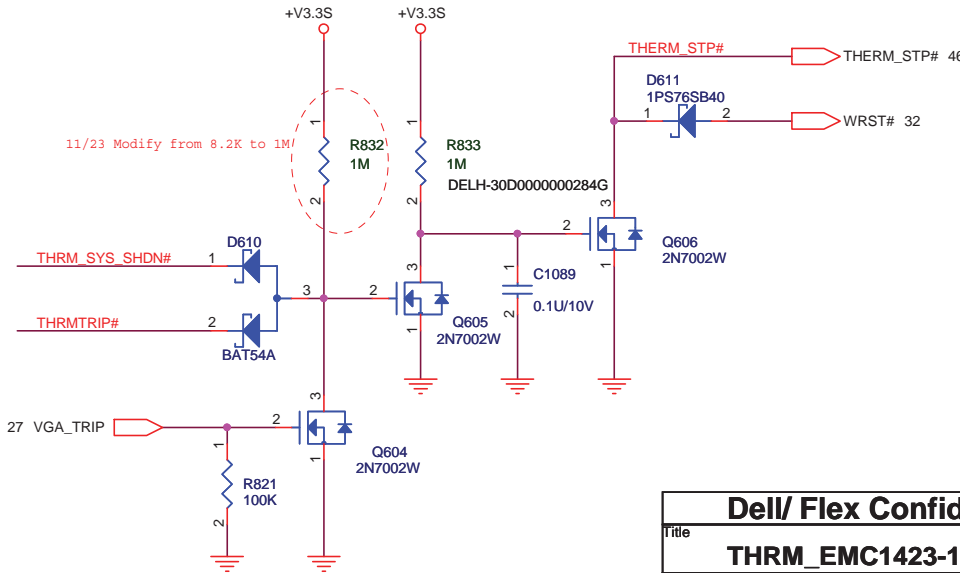 +V3.3S +V3.3S
THERM_STP# THERM_STP# 46
D611
1PS76SB40
1 2 WRST# 32
11/23 Modify from 8.2K to 1M
1 R832 1M 2
1 R833 1M 2
DELH-30D0000000284G
3 2 1 Q606
2N7002W
D610
THRM_SYS_SHDN# 1
3
THRMTRIP# 2
BAT54A
2 3 1 Q605
2N7002W
1 C1089
2 0.1U/10V
27 VGA_TRIP 2 3 1 Q604
2N7002W
1 R821
2 100K
Dell/ Flex Confid
Title
THRM_EMC1423-1